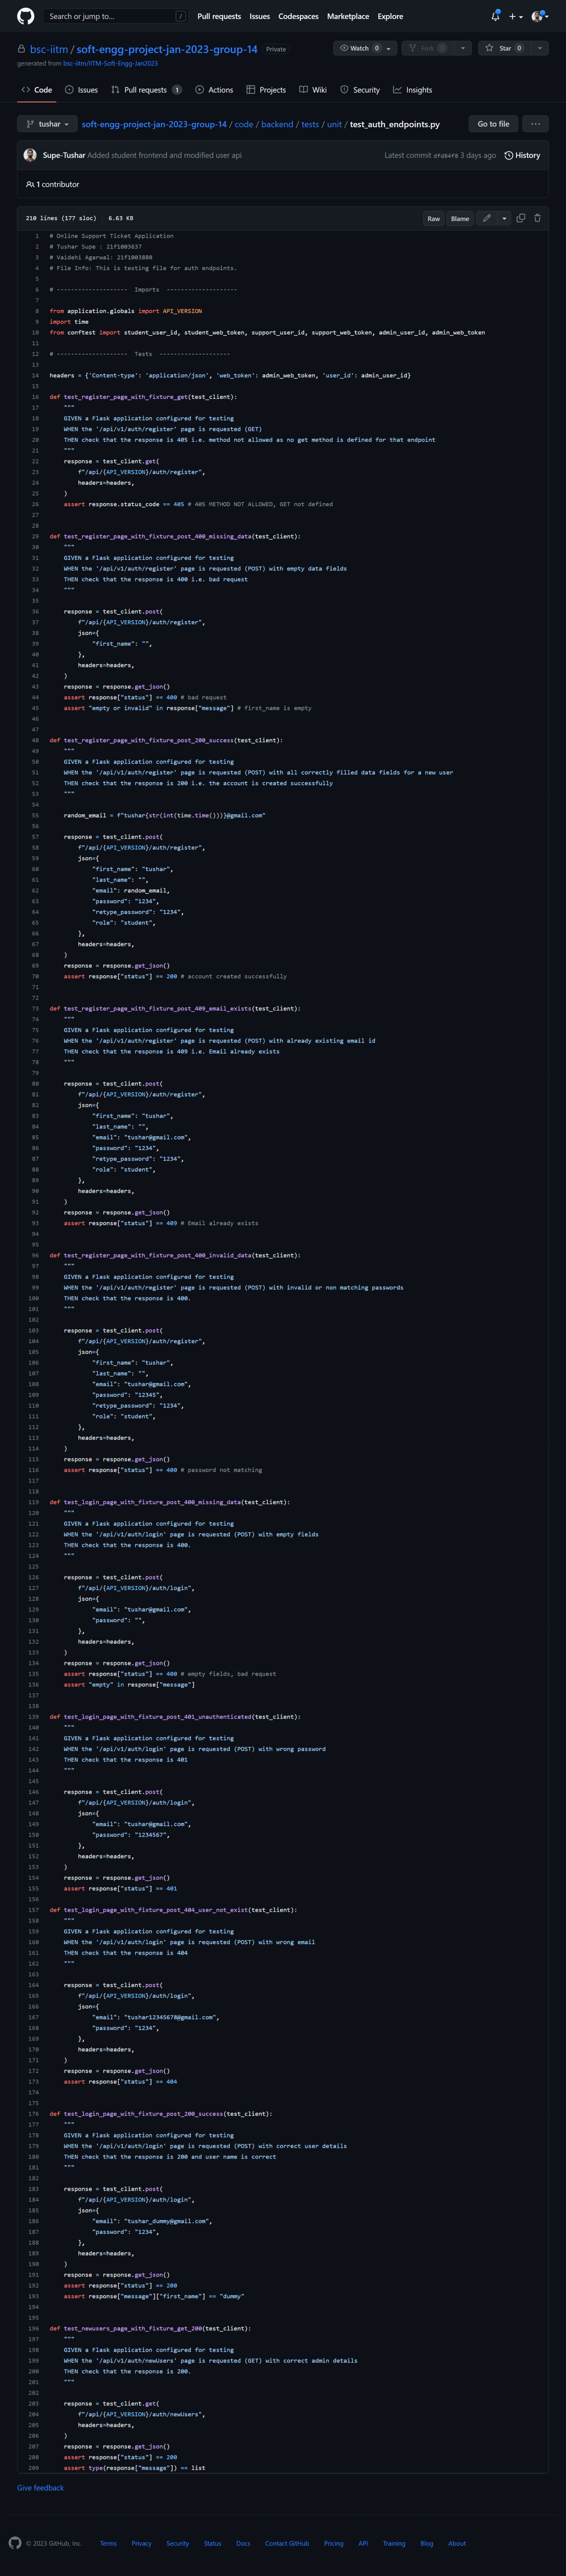 Search or jump to... /
Pull requests Issues Codespaces Marketplace Explore
bsc-iitm / soft-engg-project-jan-2023-group-14 Private
Watch 0 Fork 0 Star 0
generated from bsc-iitm/IITM-Soft-Engg-Jan2023
Code Issues Pull requests 1 Actions Projects Wiki Security Insights
tushar soft-engg-project-jan-2023-group-14 / code / backend / tests / unit / test_auth_endpoints.py Go to file ...
Supe-Tushar Added student frontend and modified user api
Latest commit 3 days ago History
1 contributor
210 lines (177 sloc) 6.63 KB
Raw Blame
1 # Online Support Ticket Application
2 # Tushar Supe : 21f1003637
3 # Vaidehi Agarwal: 21f1003880
4 # File Info: This is testing file for auth endpoints.
5
6 # -------------------- Imports --------------------
7
8 from application.globals import API_VERSION
9 import time
10 from conftest import student_user_id, student_web_token, support_user_id, support_web_token, admin_user_id, admin_web_token
11
12 # -------------------- Tests --------------------
13
14 headers = {'Content-type': 'application/json', 'web_token': admin_web_token, 'user_id': admin_user_id}
15
16 def test_register_page_with_fixture_get(test_client):
17 """
18 GIVEN a Flask application configured for testing
19 WHEN the '/api/v1/auth/register' page is requested (GET)
20 THEN check that the response is 405 i.e. method not allowed as no get method is defined for that endpoint
21 """
22 response = test_client.get(
23 f"/api/{API_VERSION}/auth/register",
24 headers=headers,
25 )
26 assert response.status_code == 405 # 405 METHOD NOT ALLOWED, GET not defined
27
28
29 def test_register_page_with_fixture_post_400_missing_data(test_client):
30 """
31 GIVEN a Flask application configured for testing
32 WHEN the '/api/v1/auth/register' page is requested (POST) with empty data fields
33 THEN check that the response is 400 i.e. bad request
34 """
35
36 response = test_client.post(
37 f"/api/{API_VERSION}/auth/register",
38 json={
39 "first_name": "",
40 },
41 headers=headers,
42 )
43 response = response.get_json()
44 assert response["status"] == 400 # bad request
45 assert "empty or invalid" in response["message"] # first_name is empty
46
47
48 def test_register_page_with_fixture_post_200_success(test_client):
49 """
50 GIVEN a Flask application configured for testing
51 WHEN the '/api/v1/auth/register' page is requested (POST) with all correctly filled data fields for a new user
52 THEN check that the response is 200 i.e. the account is created successfully
53 """
54
55 random_email = f"tushar{str(int(time.time()))}@gmail.com"
56
57 response = test_client.post(
58 f"/api/{API_VERSION}/auth/register",
59 json={
60 "first_name": "tushar",
61 "last_name": "",
62 "email": random_email,
63 "password": "1234",
64 "retype_password": "1234",
65 "role": "student",
66 },
67 headers=headers,
68 )
69 response = response.get_json()
70 assert response["status"] == 200 # account created successfully
71
72
73 def test_register_page_with_fixture_post_409_email_exists(test_client):
74 """
75 GIVEN a Flask application configured for testing
76 WHEN the '/api/v1/auth/register' page is requested (POST) with already existing email id
77 THEN check that the response is 409 i.e. Email already exists
78 """
79
80 response = test_client.post(
81 f"/api/{API_VERSION}/auth/register",
82 json={
83 "first_name": "tushar",
84 "last_name": "",
85 "email": "tushar@gmail.com",
86 "password": "1234",
87 "retype_password": "1234",
88 "role": "student",
89 },
90 headers=headers,
91 )
92 response = response.get_json()
93 assert response["status"] == 409 # Email already exists
94
95
96 def test_register_page_with_fixture_post_400_invalid_data(test_client):
97 """
98 GIVEN a Flask application configured for testing
99 WHEN the '/api/v1/auth/register' page is requested (POST) with invalid or non matching passwords
100 THEN check that the response is 400.
101 """
102
103 response = test_client.post(
104 f"/api/{API_VERSION}/auth/register",
105 json={
106 "first_name": "tushar",
107 "last_name": "",
108 "email": "tushar@gmail.com",
109 "password": "12345",
110 "retype_password": "1234",
111 "role": "student",
112 },
113 headers=headers,
114 )
115 response = response.get_json()
116 assert response["status"] == 400 # password not matching
117
118
119 def test_login_page_with_fixture_post_400_missing_data(test_client):
120 """
121 GIVEN a Flask application configured for testing
122 WHEN the '/api/v1/auth/login' page is requested (POST) with empty fields
123 THEN check that the response is 400.
124 """
125
126 response = test_client.post(
127 f"/api/{API_VERSION}/auth/login",
128 json={
129 "email": "tushar@gmail.com",
130 "password": "",
131 },
132 headers=headers,
133 )
134 response = response.get_json()
135 assert response["status"] == 400 # empty fields, bad request
136 assert "empty" in response["message"]
137
138
139 def test_login_page_with_fixture_post_401_unauthenticated(test_client):
140 """
141 GIVEN a Flask application configured for testing
142 WHEN the '/api/v1/auth/login' page is requested (POST) with wrong password
143 THEN check that the response is 401
144 """
145
146 response = test_client.post(
147 f"/api/{API_VERSION}/auth/login",
148 json={
149 "email": "tushar@gmail.com",
150 "password": "1234567",
151 },
152 headers=headers,
153 )
154 response = response.get_json()
155 assert response["status"] == 401
156
157 def test_login_page_with_fixture_post_404_user_not_exist(test_client):
158 """
159 GIVEN a Flask application configured for testing
160 WHEN the '/api/v1/auth/login' page is requested (POST) with wrong email
161 THEN check that the response is 404
162 """
163
164 response = test_client.post(
165 f"/api/{API_VERSION}/auth/login",
166 json={
167 "email": "tushar12345678@gmail.com",
168 "password": "1234",
169 },
170 headers=headers,
171 )
172 response = response.get_json()
173 assert response["status"] == 404
174
175
176 def test_login_page_with_fixture_post_200_success(test_client):
177 """
178 GIVEN a Flask application configured for testing
179 WHEN the '/api/v1/auth/login' page is requested (POST) with correct user details
180 THEN check that the response is 200 and user name is correct
181 """
182
183 response = test_client.post(
184 f"/api/{API_VERSION}/auth/login",
185 json={
186 "email": "tushar_dummy@gmail.com",
187 "password": "1234",
188 },
189 headers=headers,
190 )
191 response = response.get_json()
192 assert response["status"] == 200
193 assert response["message"]["first_name"] == "dummy"
194
195
196 def test_newusers_page_with_fixture_get_200(test_client):
197 """
198 GIVEN a Flask application configured for testing
199 WHEN the '/api/v1/auth/newUsers' page is requested (GET) with correct admin details
200 THEN check that the response is 200.
201 """
202
203 response = test_client.get(
204 f"/api/{API_VERSION}/auth/newUsers",
205 headers=headers,
206 )
207 response = response.get_json()
208 assert response["status"] == 200
209 assert type(response["message"]) == list
Give feedback
© 2023 GitHub, Inc. Terms Privacy Security Status Docs Contact GitHub Pricing API Training Blog About